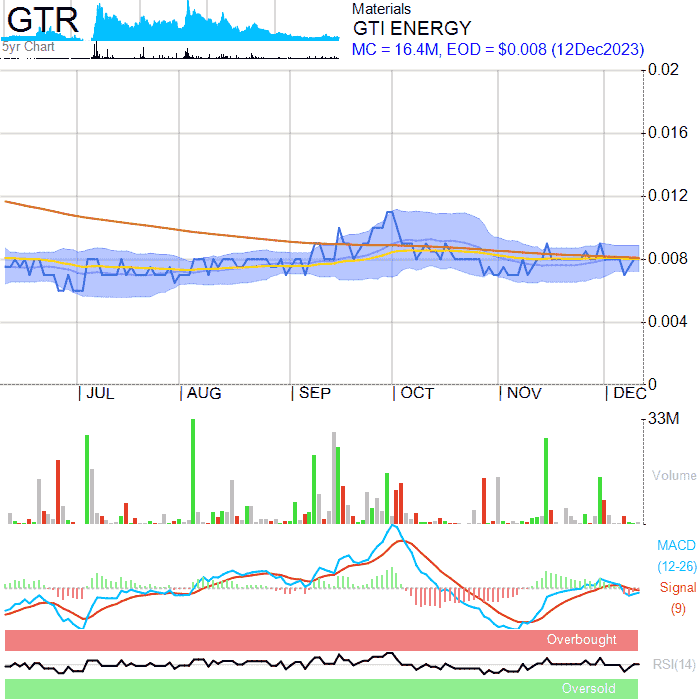 GTR
5yr Chart
Materials
GTI ENERGY
MC = 16.4M, EOD = $0.008 (12Dec2023)
0.02
0.016
0.012
0.008
0.004
0
| JUL | AUG | SEP | OCT | NOV | DEC
33M
Volume
MACD
(12-26)
Signal
(9)
Overbought
RSI(14)
Oversold